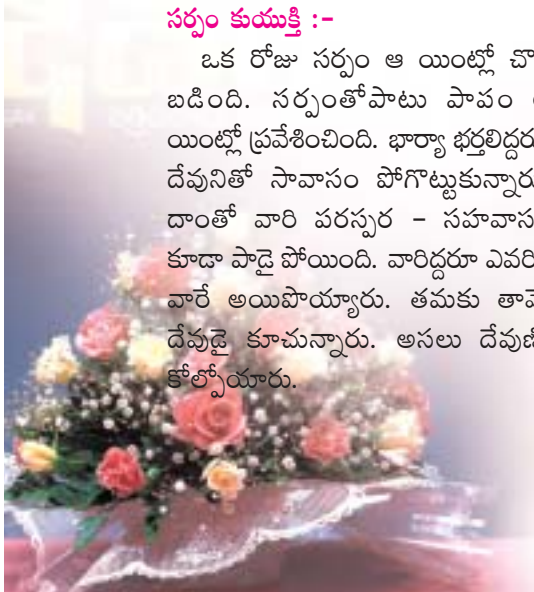 సర్పం కుయుక్తి :-
ఒక రోజు సర్పం ఆ యింట్లో చొ
బడింది. సర్పంతోపాటు పాపం
యింట్లో ప్రవేశించింది. భార్యా భర్తలిద్దరు
దేవునితో సావాసం పోగొట్టుకున్నారు
దాంతో వారి పరస్పర – సహవాస
కూడా పాడై పోయింది. వారిద్దరూ ఎవరి
వారే అయిపొయ్యారు. తమకు తామే
దేవుడై కూచున్నారు. అసలు దేవుణి
కోల్పోయారు.